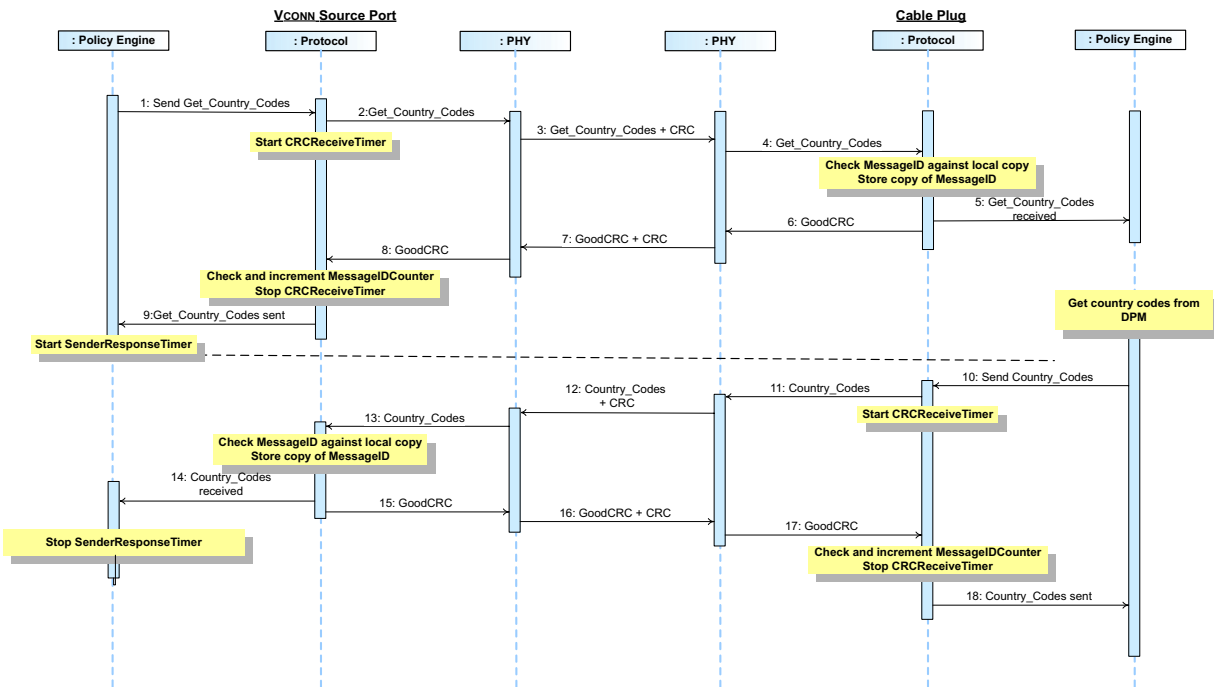 VCONN Source Port
Cable Plug
: Policy Engine
: Protocol
: PHY
: PHY
: Protocol
: Policy Engine
1: Send Get_Country_Codes
2:Get_Country_Codes
Start CRCReceiveTimer
3: Get_Country_Codes + CRC
4: Get_Country_Codes
Check MessageID against local copy
Store copy of MessageID
5: Get_Country_Codes
received
6: GoodCRC
7: GoodCRC + CRC
8: GoodCRC
Check and increment MessageIDCounter
Stop CRCReceiveTimer
9:Get_Country_Codes sent
Start SenderResponseTimer
Get country codes from
DPM
10: Send Country_Codes
Start CRCReceiveTimer
11: Country_Codes
12: Country_Codes
+ CRC
13: Country_Codes
Check MessageID against local copy
Store copy of MessageID
14: Country_Codes
received
15: GoodCRC
16: GoodCRC + CRC
17: GoodCRC
Stop SenderResponseTimer
Check and increment MessageIDCounter
Stop CRCReceiveTimer
18: Country_Codes sent